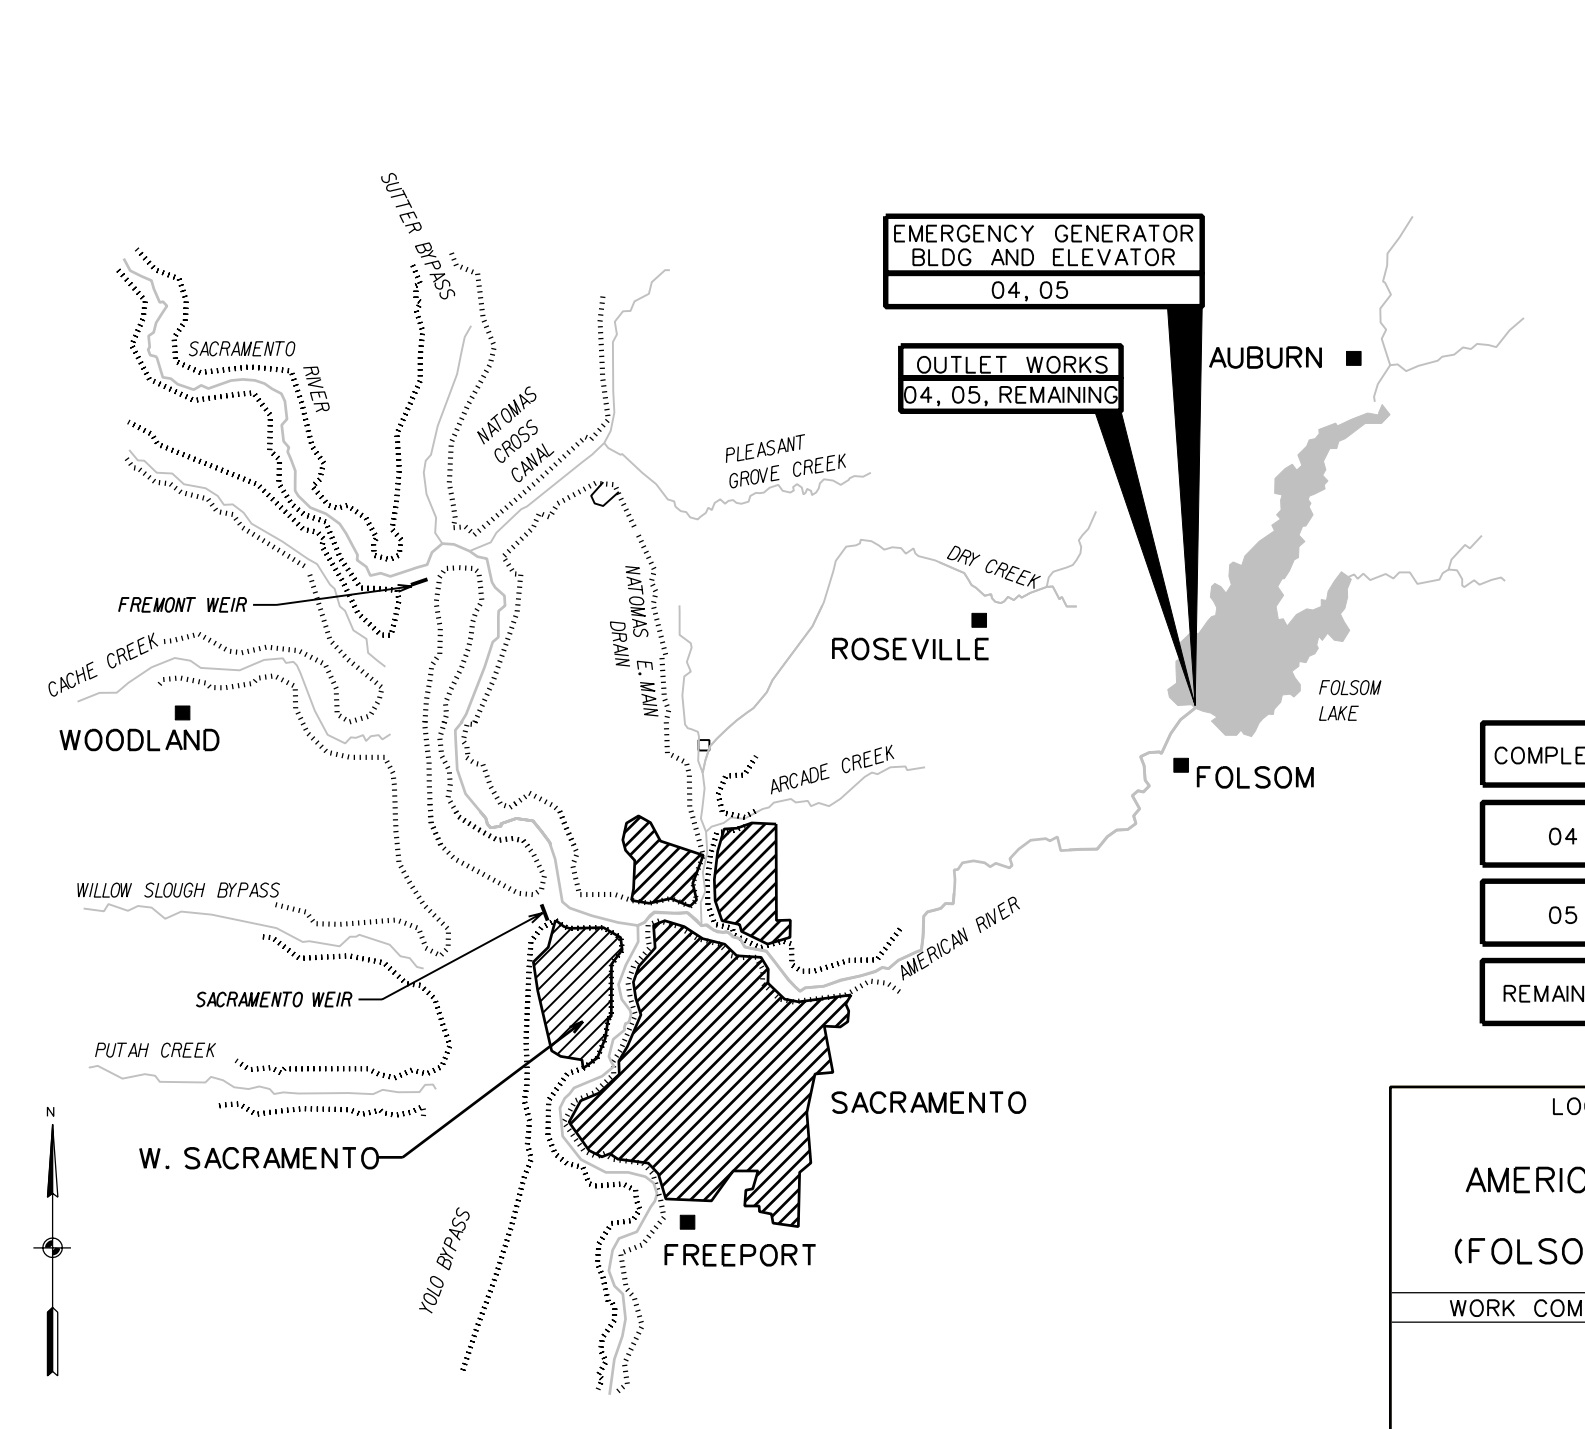 SUTTER BYPASS
EMERGENCY GENERATOR
BLDG AND ELEVATOR
04, 05
OUTLET WORKS
04, 05, REMAINING
AUBURN
SACRAMENTO
RIVER
NATOMAS
CROSS
CANAL
PLEASANT
GROVE CREEK
DRY CREEK
FREMONT WEIR
NATOMAS E. MAIN
DRAIN
ROSEVILLE
CACHE CREEK
WOODLAND
FOLSOM
LAKE
FOLSOM
ARCADE CREEK
COMPLE
04
05
REMAIN
WILLOW SLOUGH BYPASS
AMERICAN RIVER
SACRAMENTO WEIR
PUTAH CREEK
N
W. SACRAMENTO
SACRAMENTO
YOLO BYPASS
FREEPORT
LOC
AMERIC
(FOLSO
WORK COM